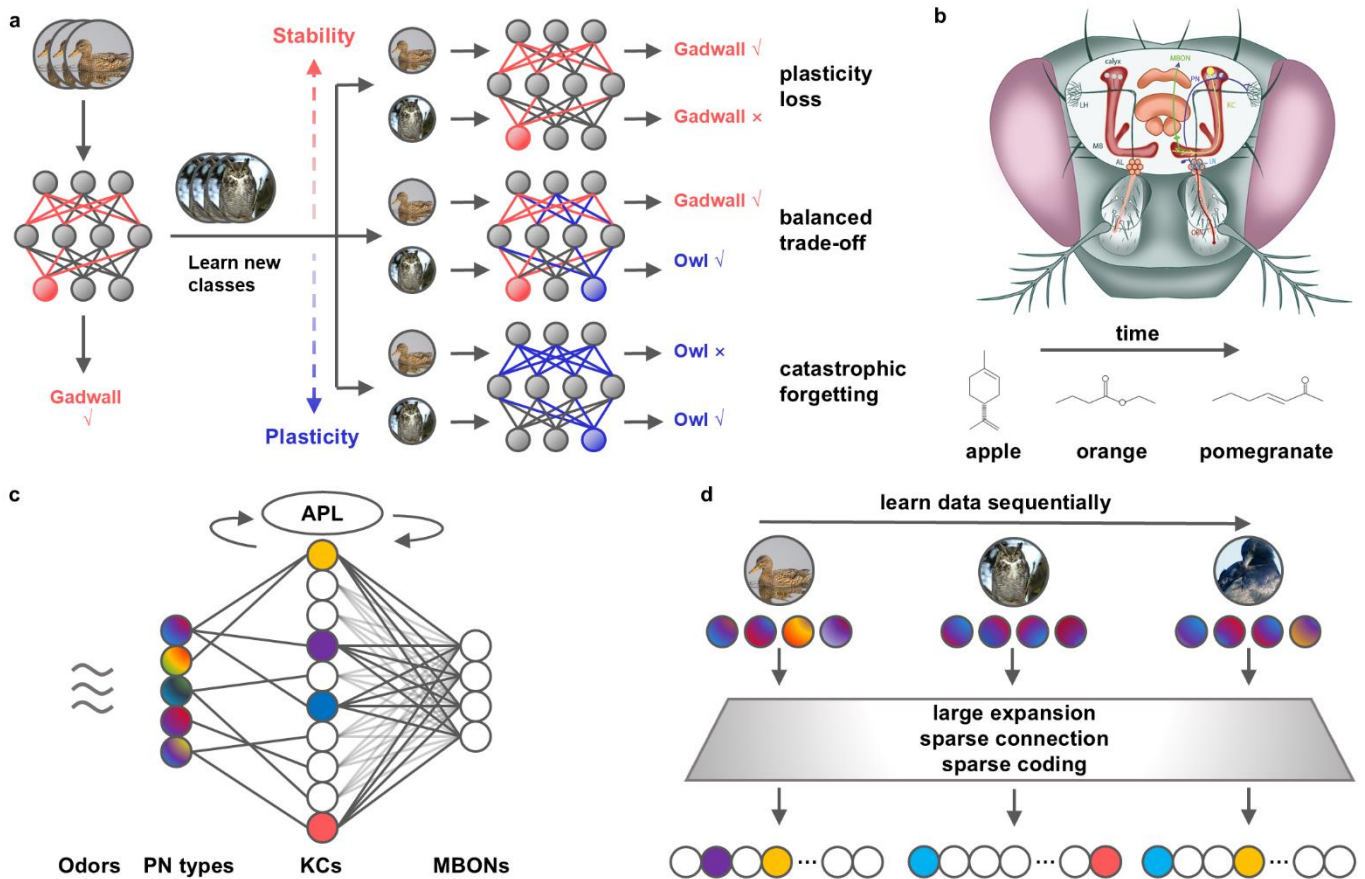 a
Stability
Gadwall √
plasticity
loss
Gadwall ×
Learn new
classes
Gadwall √
balanced
trade-off
Owl √
Gadwall
√
Plasticity
Owl ×
catastrophic
forgetting
Owl √
b
calyx
MBON
PN
LH
KC
MB
AL
LN
time
apple
orange
pomegranate
c
APL
Odors
PN types
KCs
MBONs
d
learn data sequentially
large expansion
sparse connection
sparse coding
...
...
...